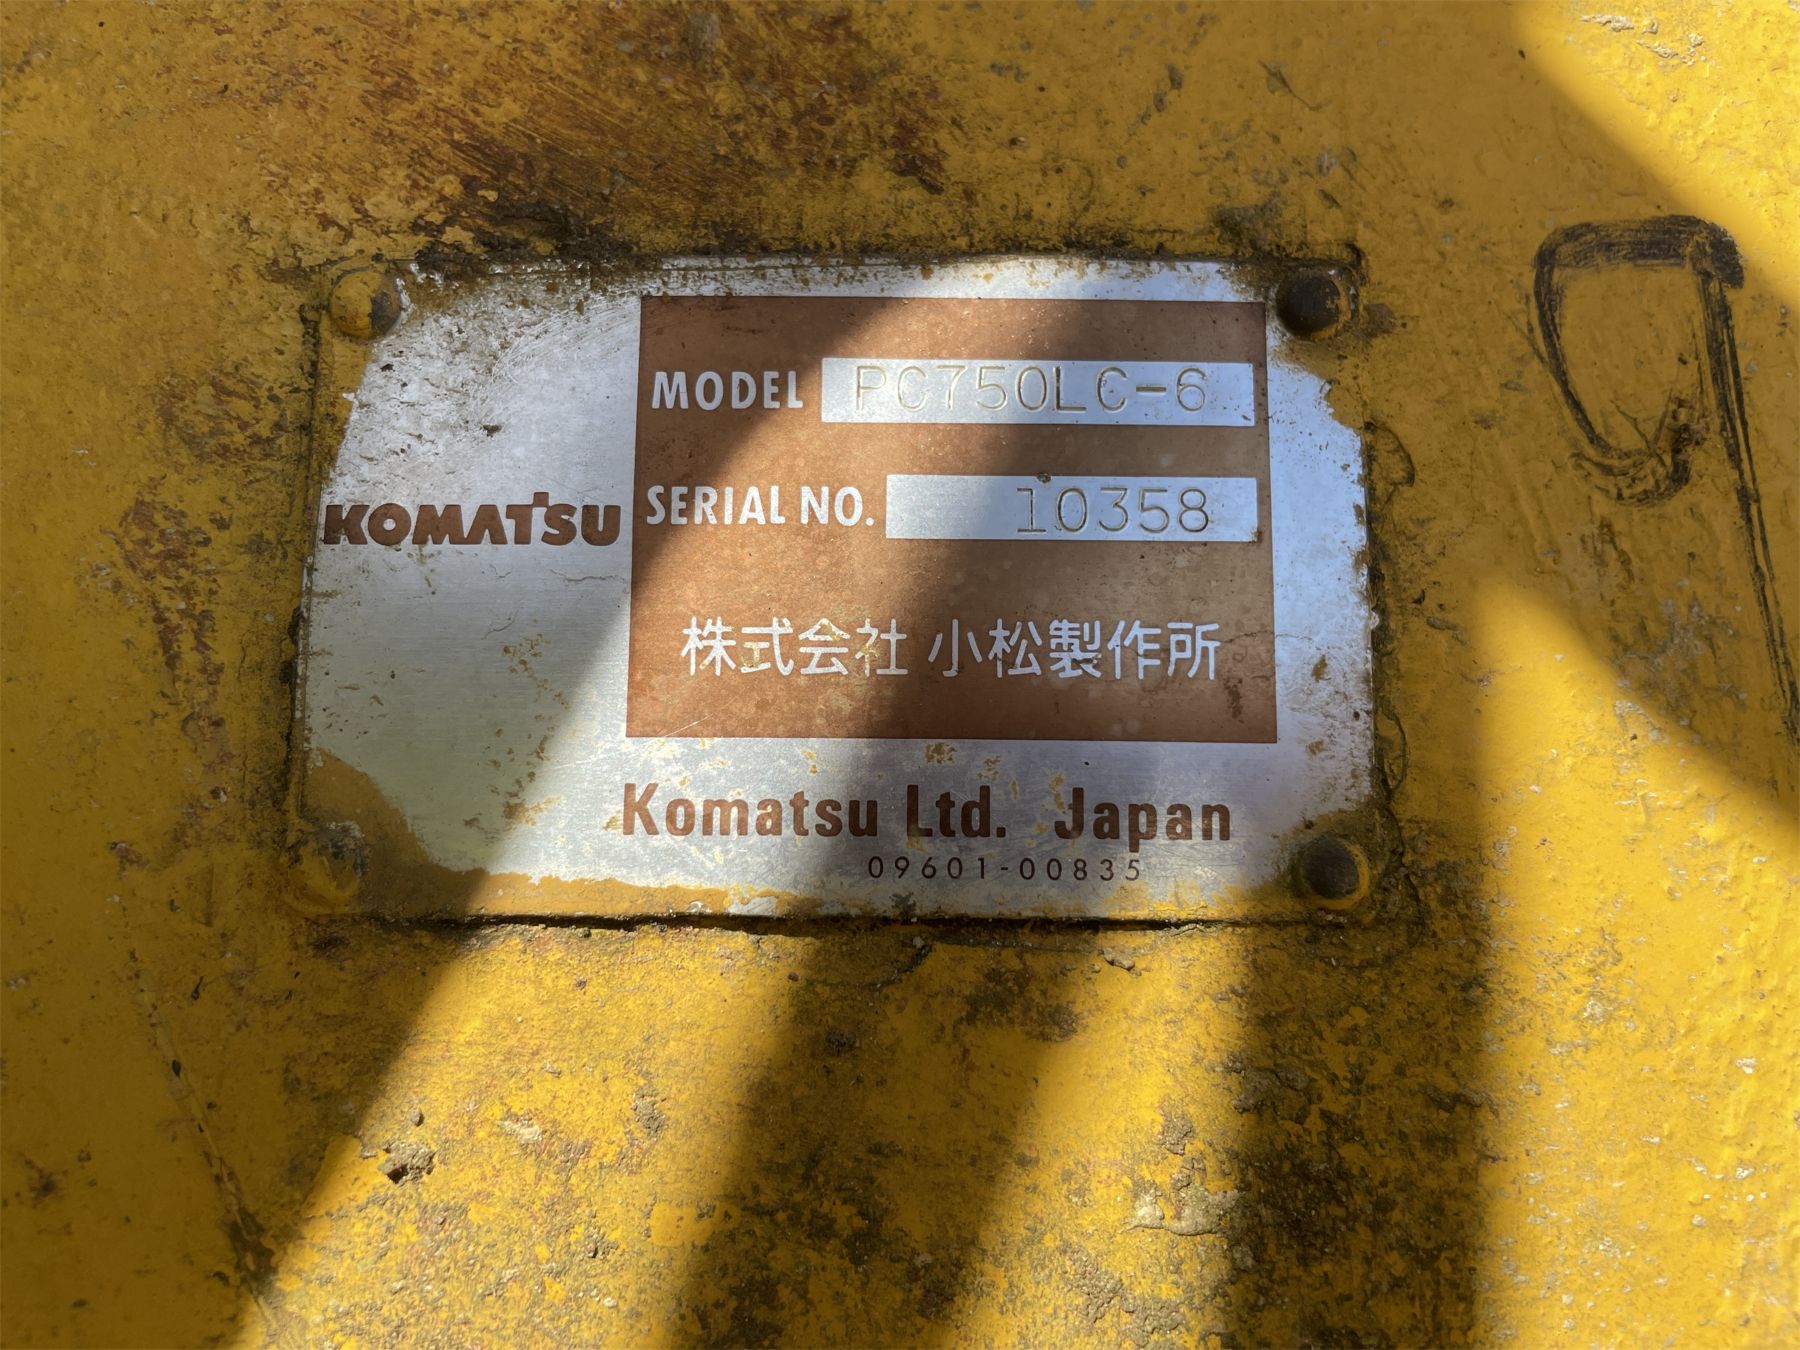 MODEL PC750LC-6
KOMATSU
SERIAL NO. 10358
株式会社 小松製作所
Komatsu Ltd. Japan
09601-00835